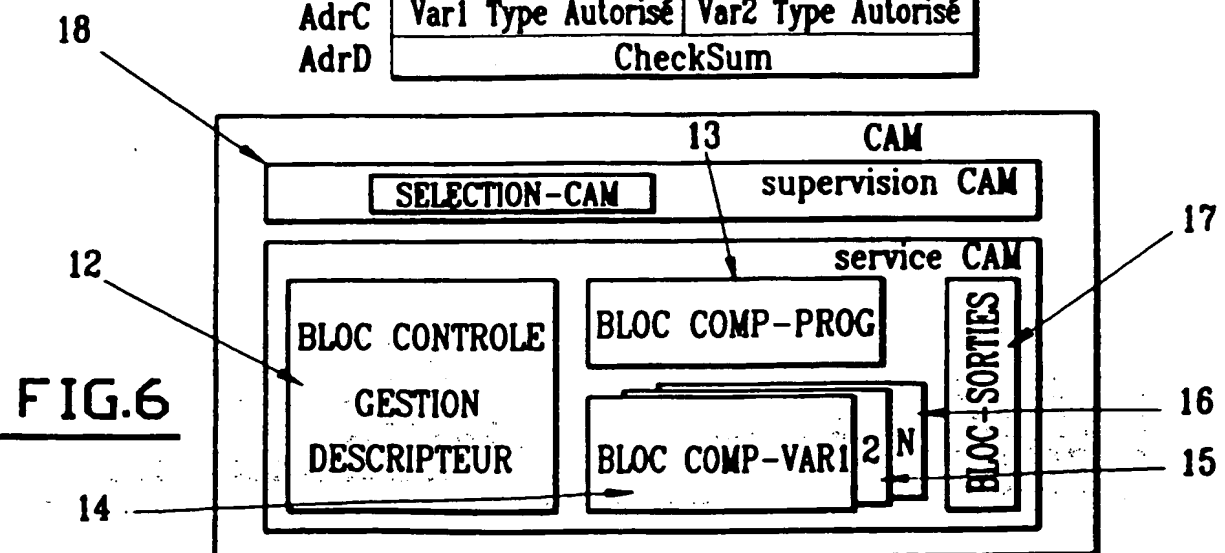 AdrC Var1 Type Autorisé Var2 Type Autorisé
AdrD CheckSum
18
13
CAM
SELECTION-CAM
supervision CAM
17
12
service CAM
BLOC CONTROLE
GESTION
DESCRIPTEUR
BLOC COMP-PROG
BLOC-SORTIES
FIG.6
BLOC COMP-VAR1 2 N
16
15
14